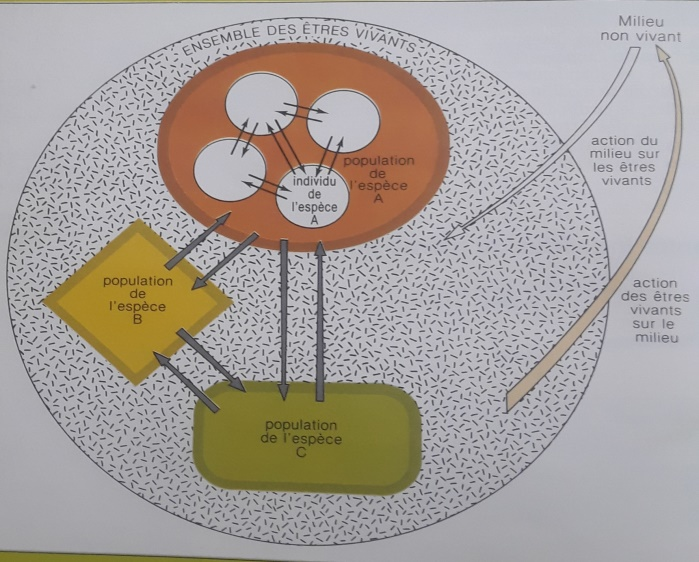 ENSEMBLE DES ÊTRES VIVANTS
Milieu
non vivant
action du
milieu sur
les êtres
vivants
population
de
l'espèce
A
individu
de
l'espèce
A
population
de
l'espèce
B
action
des êtres
vivants
sur le
milieu
population
de l'espèce
C